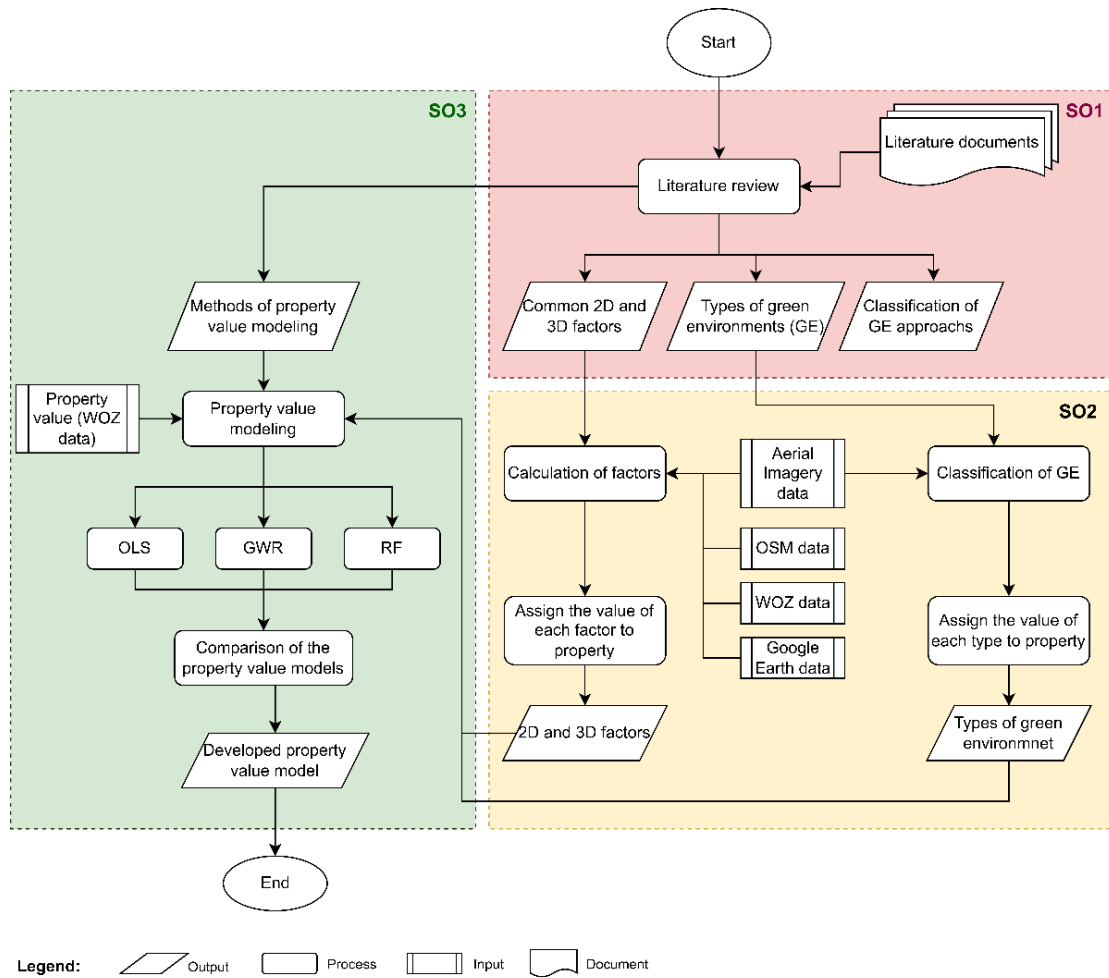 Start
SO1
Literature documents
Literature review
Common 2D and
3D factors
Types of green
environments (GE)
Classification of
GE approachs
SO3
Methods of property
value modeling
Property
value (WOZ
data)
Property value
modeling
OLS
GWR
RF
Comparison of the
property value models
Developed property
value model
End
SO2
Calculation of factors
Aerial
Imagery
data
Classification of GE
OSM data
WOZ data
Google
Earth data
Assign the value of
each factor to
property
Assign the value of
each type to property
2D and 3D factors
Types of green
environmnet
Legend:
Output
Process
Input
Document